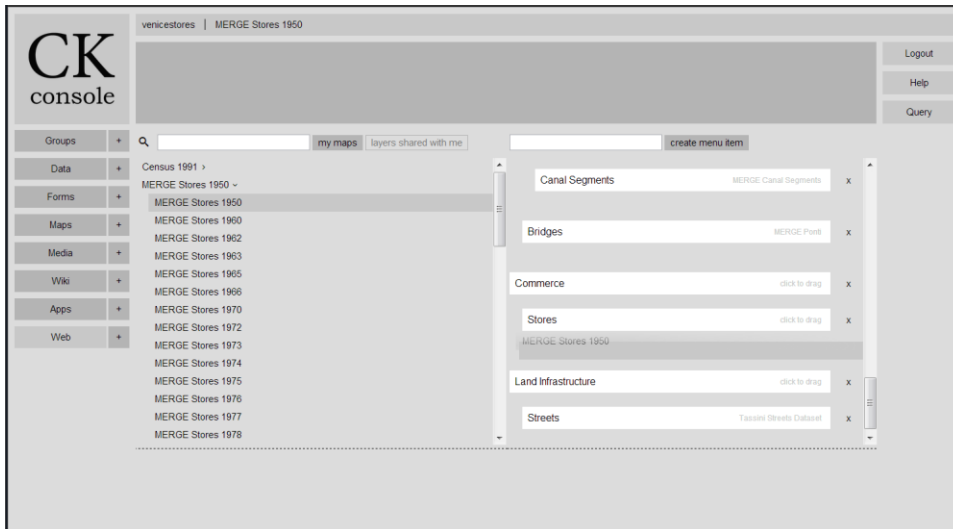 CK
console
venicestores | MERGE Stores 1950
Logout
Help
Query
Groups +
Data +
Forms +
Maps +
Media +
Wiki +
Apps +
Web +
my maps layers shared with me
create menu item
Census 1991 ›
MERGE Stores 1950
MERGE Stores 1950
MERGE Stores 1960
MERGE Stores 1962
MERGE Stores 1963
MERGE Stores 1965
MERGE Stores 1966
MERGE Stores 1970
MERGE Stores 1972
MERGE Stores 1973
MERGE Stores 1974
MERGE Stores 1975
MERGE Stores 1976
MERGE Stores 1977
MERGE Stores 1978
Canal Segments MERGE Canal Segments x
Bridges MERGE Ponti x
Commerce click to drag x
Stores click to drag x
MERGE Stores 1950
Land Infrastructure click to drag x
Streets Tassini Streets Dataset x